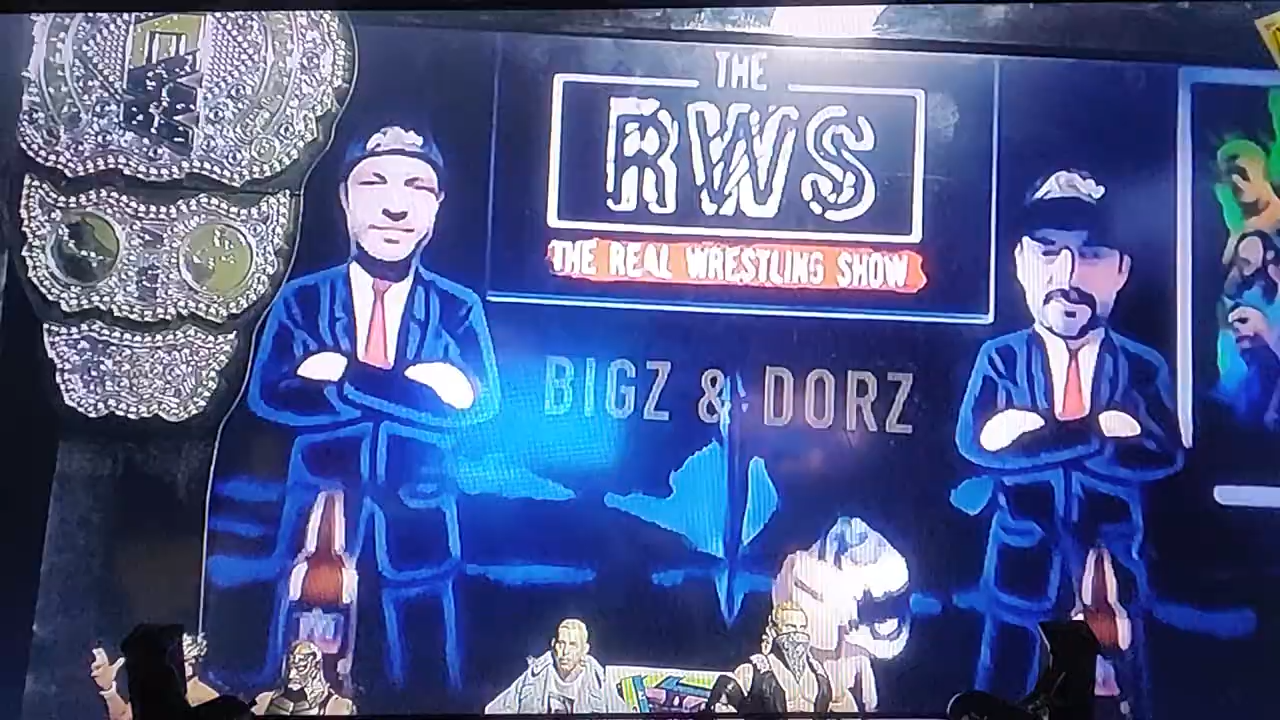 THE
RWS
THE REAL WRESTLING SHOW
BIGZ & DORZ